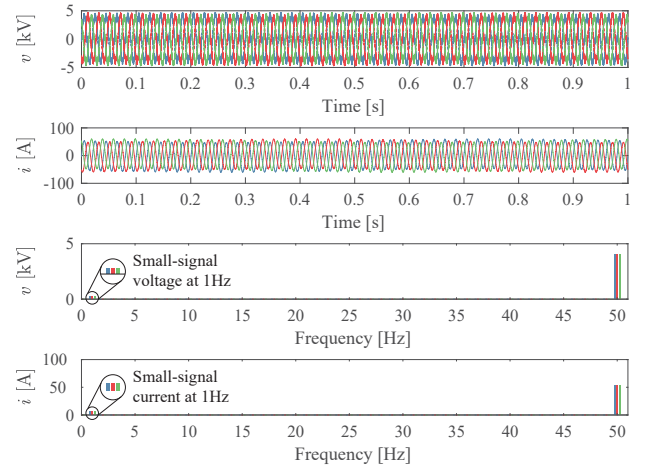 5
v [kV]
0
-5
0 0.1 0.2 0.3 0.4 0.5 0.6 0.7 0.8 0.9 1
Time [s]
100
i [A]
0
-100
0 0.1 0.2 0.3 0.4 0.5 0.6 0.7 0.8 0.9 1
Time [s]
5
v [kV]
Small-signal
voltage at 1Hz
0
0 5 10 15 20 25 30 35 40 45 50
Frequency [Hz]
100
i [A]
50
Small-signal
current at 1Hz
0
0 5 10 15 20 25 30 35 40 45 50
Frequency [Hz]